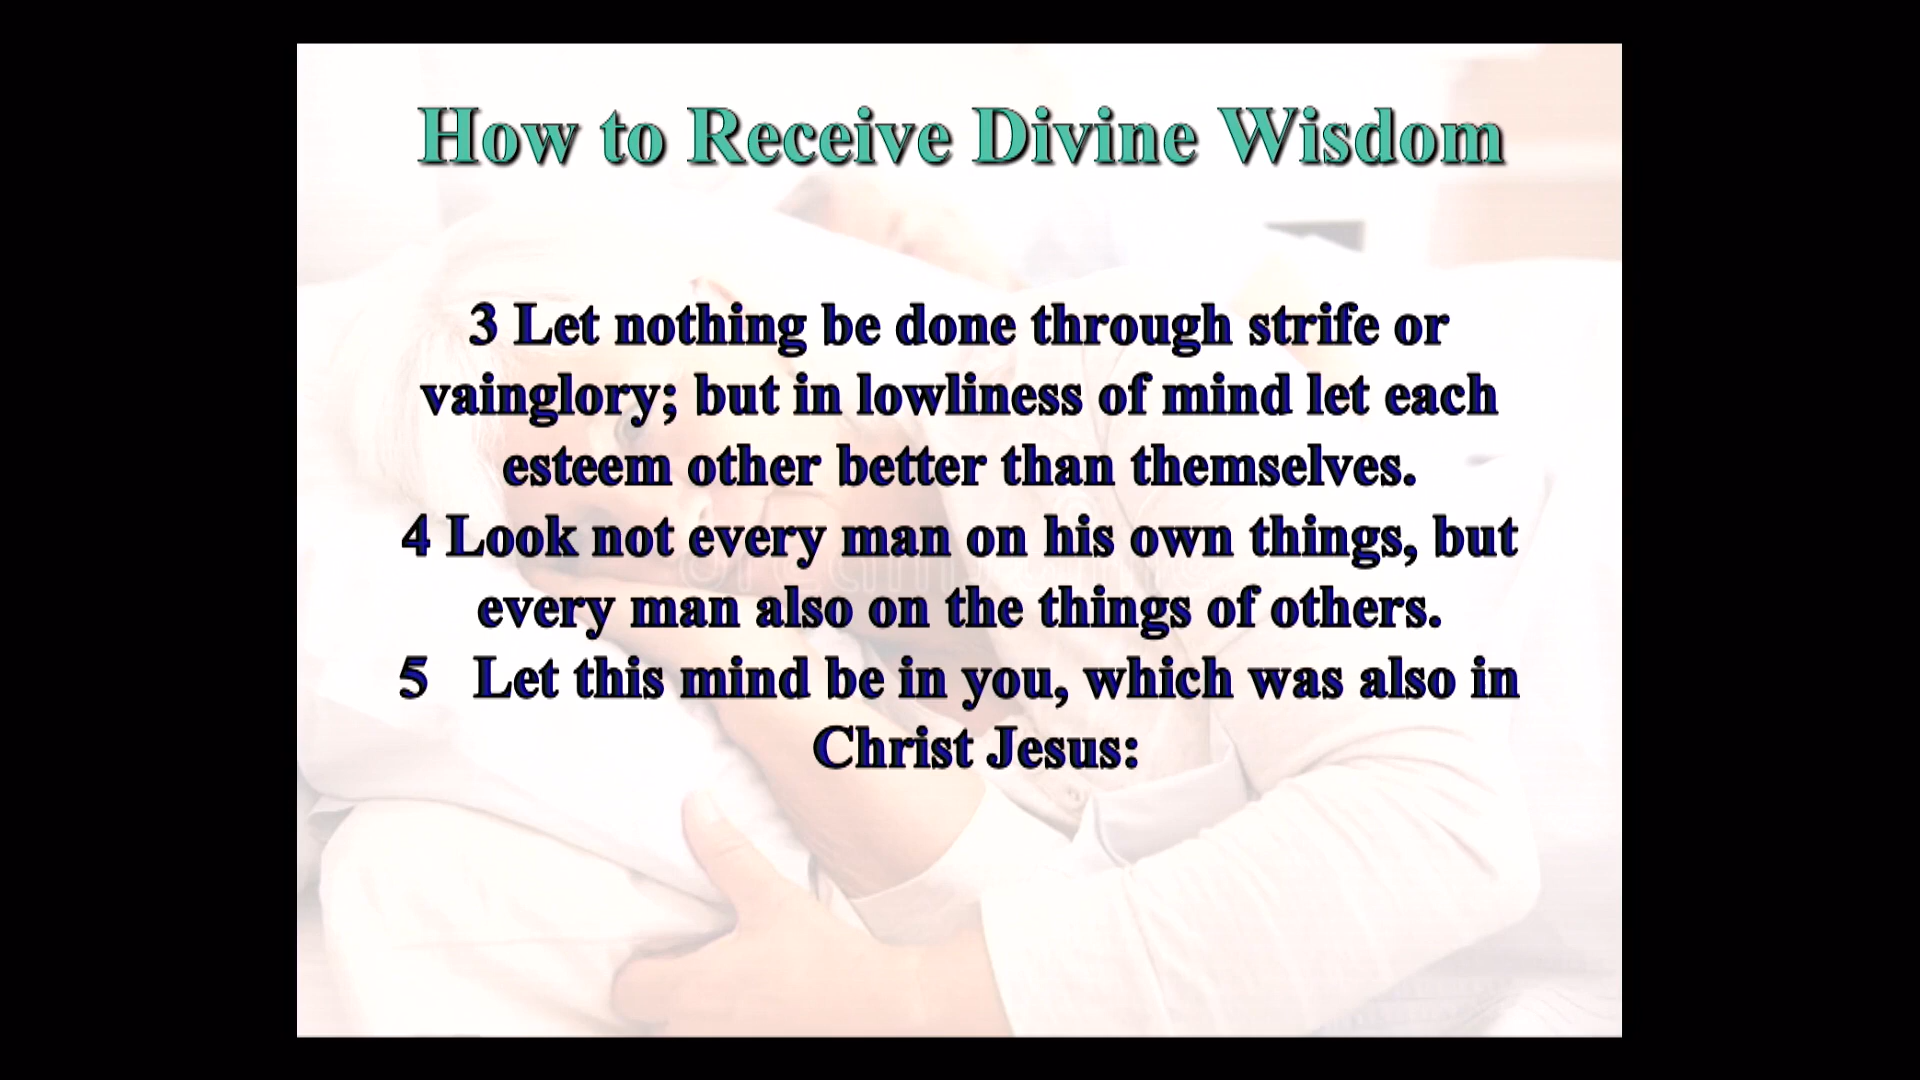 How to Receive Divine Wisdom
3 Let nothing be done through strife or
vainglory; but in lowliness of mind let each
esteem other better than themselves.
4 Look not every man on his own things, but
every man also on the things of others.
5 Let this mind be in you, which was also in
Christ Jesus: